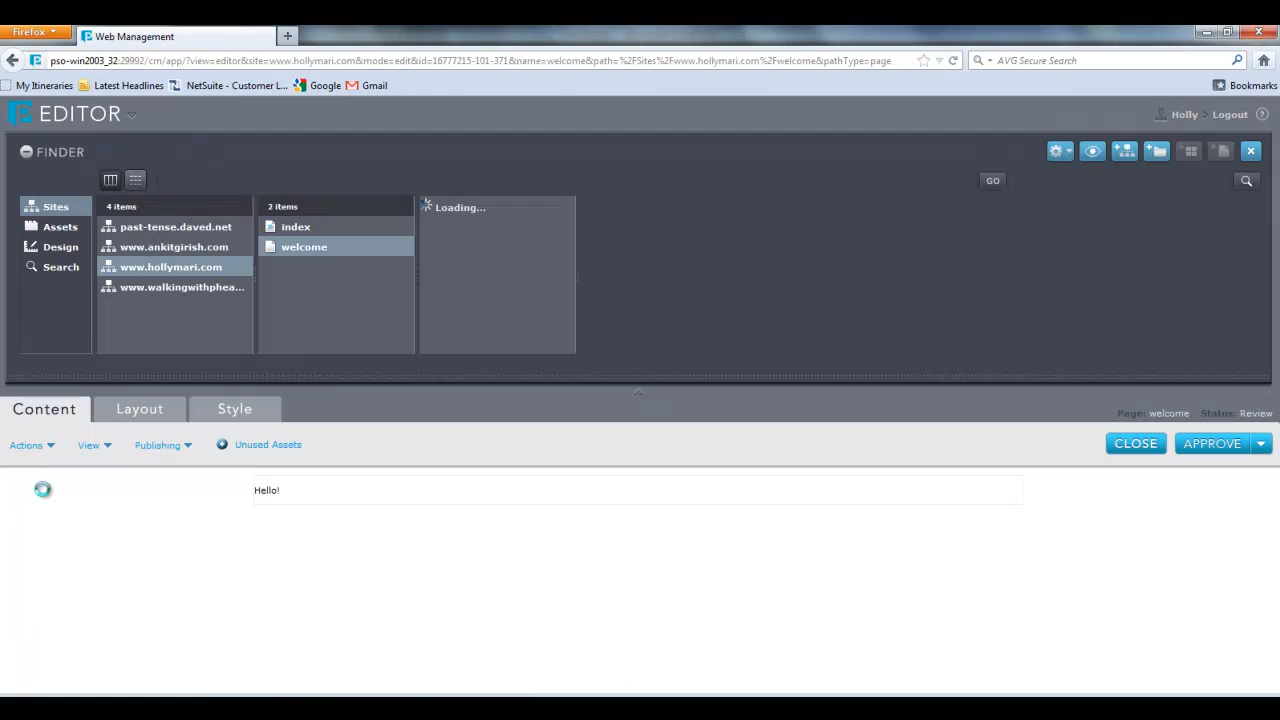 Firefox
Web Management
pso-win2003_32:29992/cm/app/?view=editor&site=www.hollymari.com&mode=edit&id=16777215-101-371&name=welcome&path=%2FSites%2Fwww.hollymari.com%2Fwelcome&pathType=page
AVG Secure Search
My Itineraries Latest Headlines NetSuite - Customer L... Google Gmail Bookmarks
EDITOR
Holly > Logout ?
FINDER
GO
Sites 4 items 2 items Loading...
Assets past-tense.daved.net index
Design www.ankitgirish.com welcome
Search www.hollymari.com
www.walkingwithphea...
Content Layout Style Page: welcome Status: Review
Actions View Publishing Unused Assets CLOSE APPROVE
Hello!